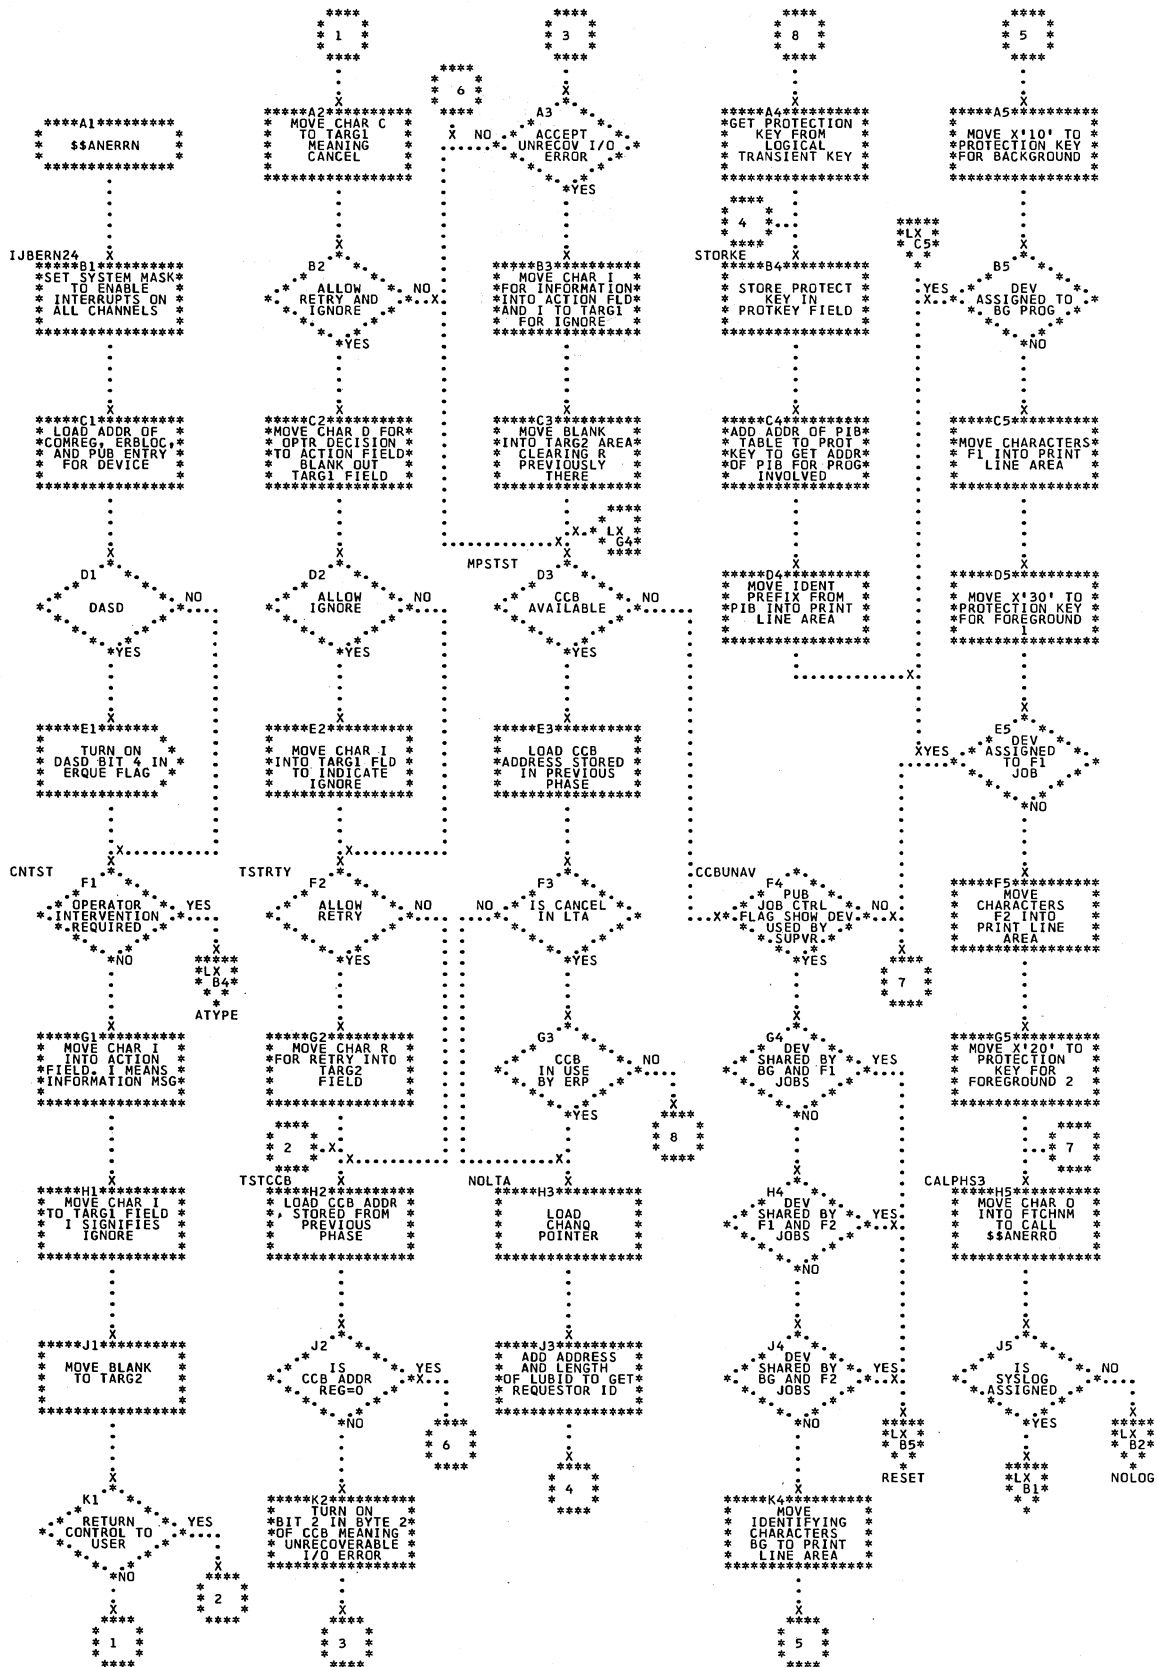 1
3
8
5
6
A1
$$ANERRN
A2
MOVE CHAR C
TO TARG1
MEANING
CANCEL
NO
A3
ACCEPT
UNRECOV I/O
ERROR
YES
A4
GET PROTECTION
KEY FROM
LOGICAL
TRANSIENT KEY
A5
MOVE X'10' TO
PROTECTION KEY
FOR BACKGROUND
4
LX
C5
IJBERN24
B1
SET SYSTEM MASK
TO ENABLE
INTERRUPTS ON
ALL CHANNELS
B2
ALLOW
RETRY AND
IGNORE
NO
YES
B3
MOVE CHAR I
FOR INFORMATION
INTO ACTION FLD
AND I TO TARG1
FOR IGNORE
STORKE
B4
STORE PROTECT
KEY IN
PROTKEY FIELD
B5
DEV
ASSIGNED TO
BG PROG
YES
NO
C1
LOAD ADDR OF
COMREG, ERBLOC,
AND PUB ENTRY
FOR DEVICE
C2
MOVE CHAR D FOR
OPTR DECISION
TO ACTION FIELD
BLANK OUT
TARG1 FIELD
C3
MOVE BLANK
INTO TARG2 AREA
CLEARING R
PREVIOUSLY
THERE
C4
ADD ADDR OF PIB
TABLE TO PROT
KEY TO GET ADDR
OF PIB FOR PROG
INVOLVED
C5
MOVE CHARACTERS
F1 INTO PRINT
LINE AREA
LX
G4
D1
DASD
NO
YES
D2
ALLOW
IGNORE
NO
YES
MPSTST
D3
CCB
AVAILABLE
NO
YES
D4
MOVE IDENT
PREFIX FROM
PIB INTO PRINT
LINE AREA
D5
MOVE X'30' TO
PROTECTION KEY
FOR FOREGROUND
1
E1
TURN ON
DASD BIT 4 IN
ERQUE FLAG
E2
MOVE CHAR I
INTO TARG1 FLD
TO INDICATE
IGNORE
E3
LOAD CCB
ADDRESS STORED
IN PREVIOUS
PHASE
E5
DEV
ASSIGNED
TO F1
JOB
YES
NO
CNTST
F1
OPERATOR
INTERVENTION
REQUIRED
YES
NO
LX
B4
ATYPE
TSTRTY
F2
ALLOW
RETRY
NO
YES
F3
IS CANCEL
IN LTA
NO
YES
CCBUNAV
F4
PUB
JOB CTRL
FLAG SHOW DEV
USED BY
SUPVR.
NO
YES
7
F5
MOVE
CHARACTERS
F2 INTO
PRINT LINE
AREA
G1
MOVE CHAR I
INTO ACTION
FIELD. I MEANS
INFORMATION MSG
G2
MOVE CHAR R
FOR RETRY INTO
TARG2
FIELD
G3
CCB
IN USE
BY ERP
NO
YES
8
G4
DEV
SHARED BY
BG AND F1
JOBS
YES
NO
G5
MOVE X'20' TO
PROTECTION
KEY FOR
FOREGROUND 2
2
7
H1
MOVE CHAR I
TO TARG1 FIELD
I SIGNIFIES
IGNORE
TSTCCB
H2
LOAD CCB ADDR
, STORED FROM
PREVIOUS
PHASE
NOLTA
H3
LOAD
CHANQ
POINTER
H4
DEV
SHARED BY
F1 AND F2
JOBS
YES
NO
CALPHS3
H5
MOVE CHAR O
INTO FTCHNM
TO CALL
$$ANERRO
J1
MOVE BLANK
TO TARG2
J2
IS
CCB ADDR
REG=0
YES
NO
6
J3
ADD ADDRESS
AND LENGTH
OF LUBID TO GET
REQUESTOR ID
4
J4
DEV
SHARED BY
BG AND F2
JOBS
YES
NO
LX
B5
RESET
J5
IS
SYSLOG
ASSIGNED
NO
YES
LX
B1
LX
B2
NOLOG
K1
RETURN
CONTROL TO
USER
YES
NO
2
1
K2
TURN ON
BIT 2 IN BYTE 2
OF CCB MEANING
UNRECOVERABLE
I/O ERROR
3
K4
MOVE
IDENTIFYING
CHARACTERS
BG TO PRINT
LINE AREA
5